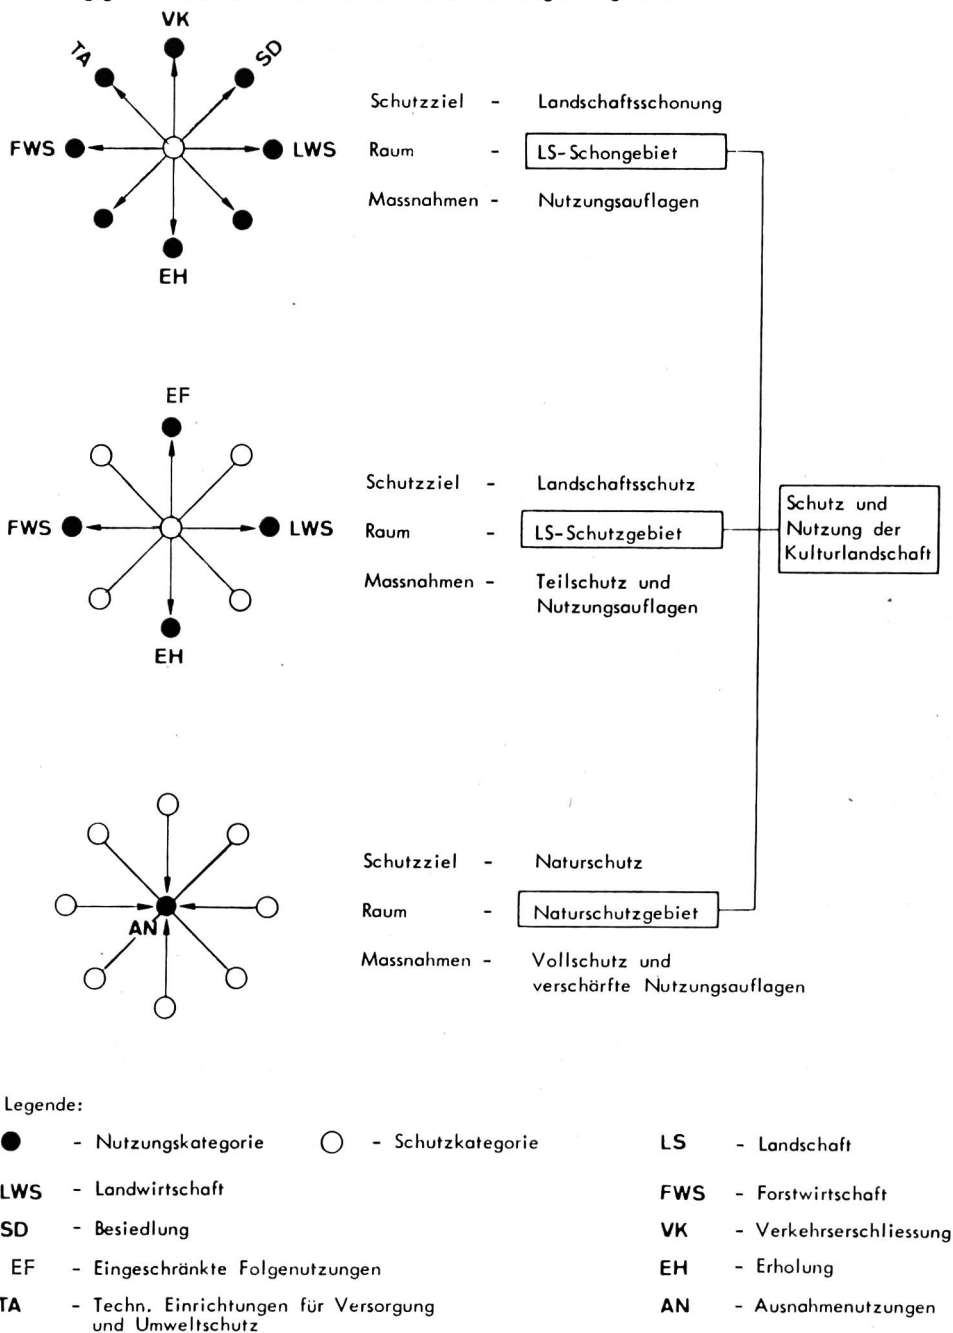 VK
TA
SD
FWS
LWS
EH
Schutzziel - Landschaftsschonung
Raum - LS-Schongebiet
Massnahmen - Nutzungsauflagen
EF
FWS
LWS
EH
Schutzziel - Landschaftsschutz
Raum - LS-Schutzgebiet
Massnahmen - Teilschutz und
Nutzungsauflagen
Schutz und
Nutzung der
Kulturlandschaft
AN
Schutzziel - Naturschutz
Raum - Naturschutzgebiet
Massnahmen - Vollschutz und
verschärfte Nutzungsauflagen
Legende:
- Nutzungskategorie - Schutzkategorie LS - Landschaft
LWS - Landwirtschaft FWS - Forstwirtschaft
SD - Besiedlung VK - Verkehrserschliessung
EF - Eingeschränkte Folgenutzungen EH - Erholung
TA - Techn. Einrichtungen für Versorgung AN - Ausnahmenutzungen
und Umweltschutz